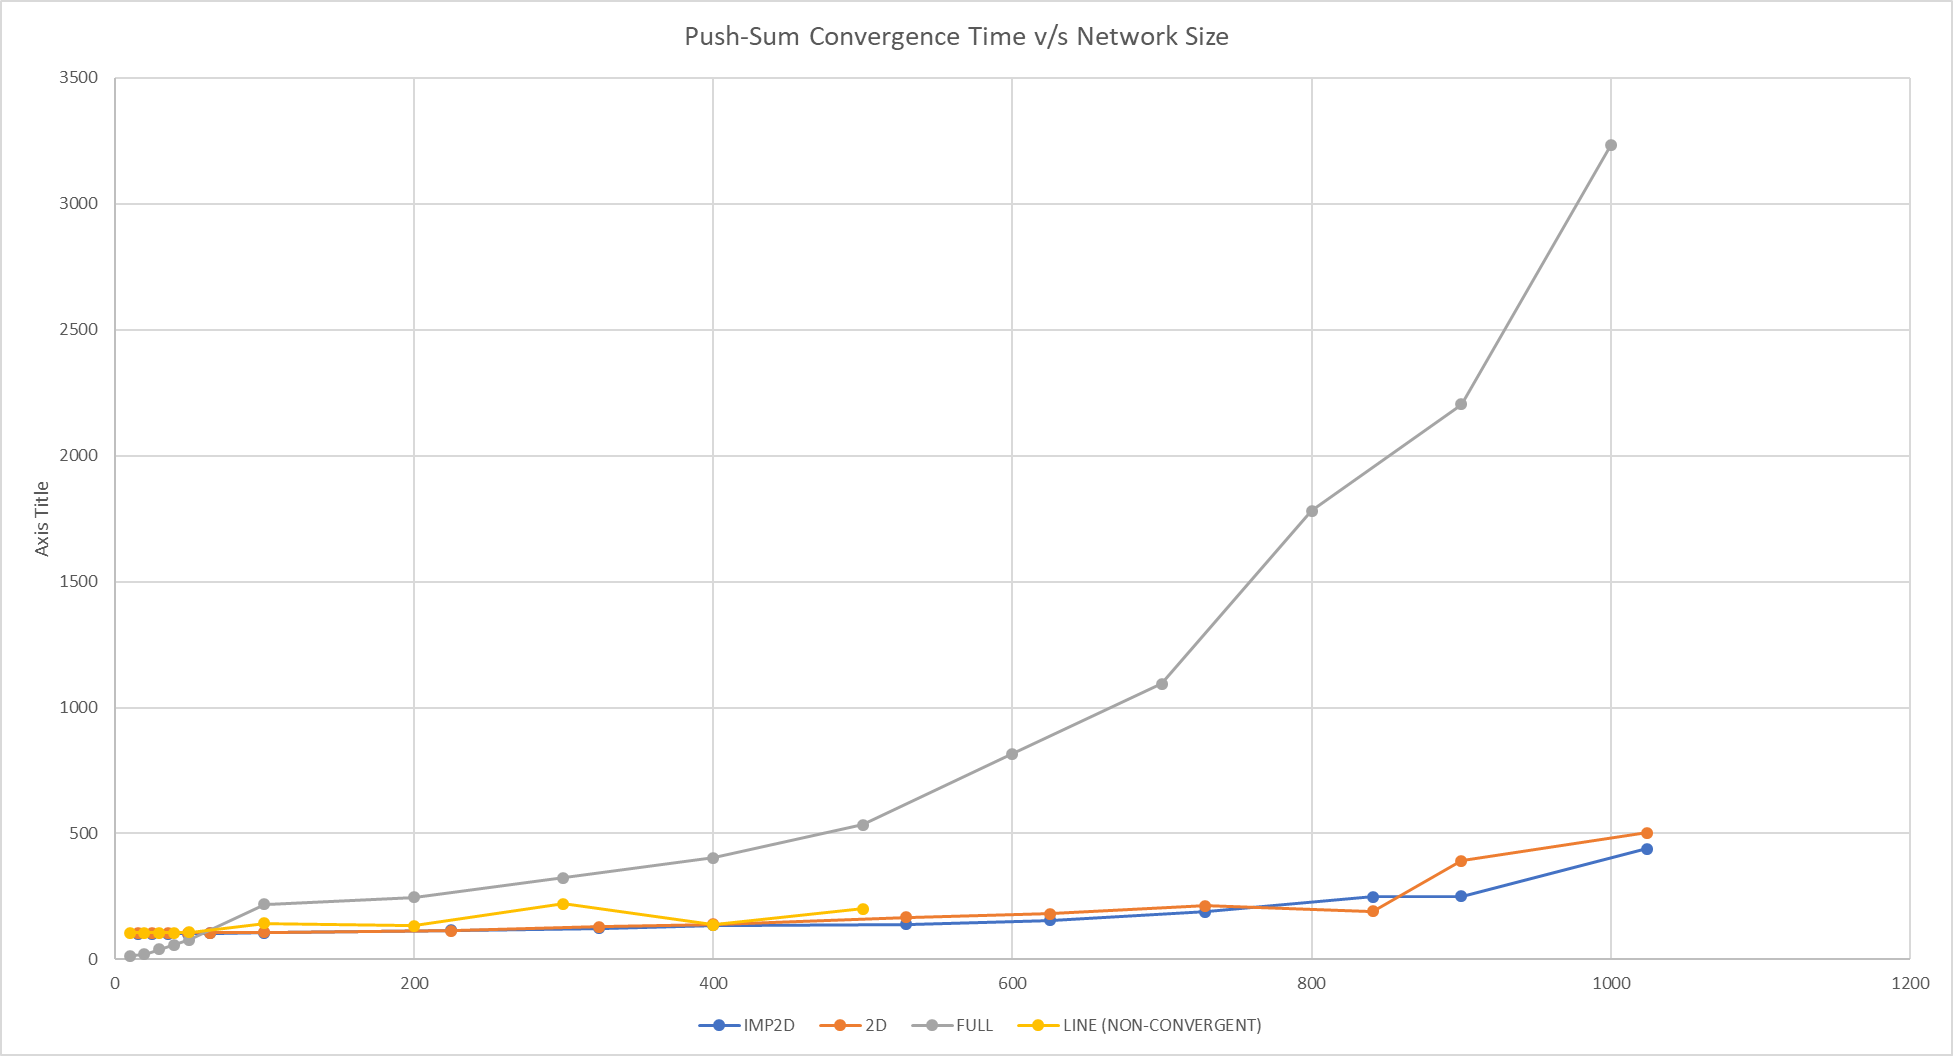 Push-Sum Convergence Time v/s Network Size
3500
3000
2500
2000
1500
1000
500
0
Axis Title
0 200 400 600 800 1000 1200
IMP2D 2D FULL LINE (NON-CONVERGENT)